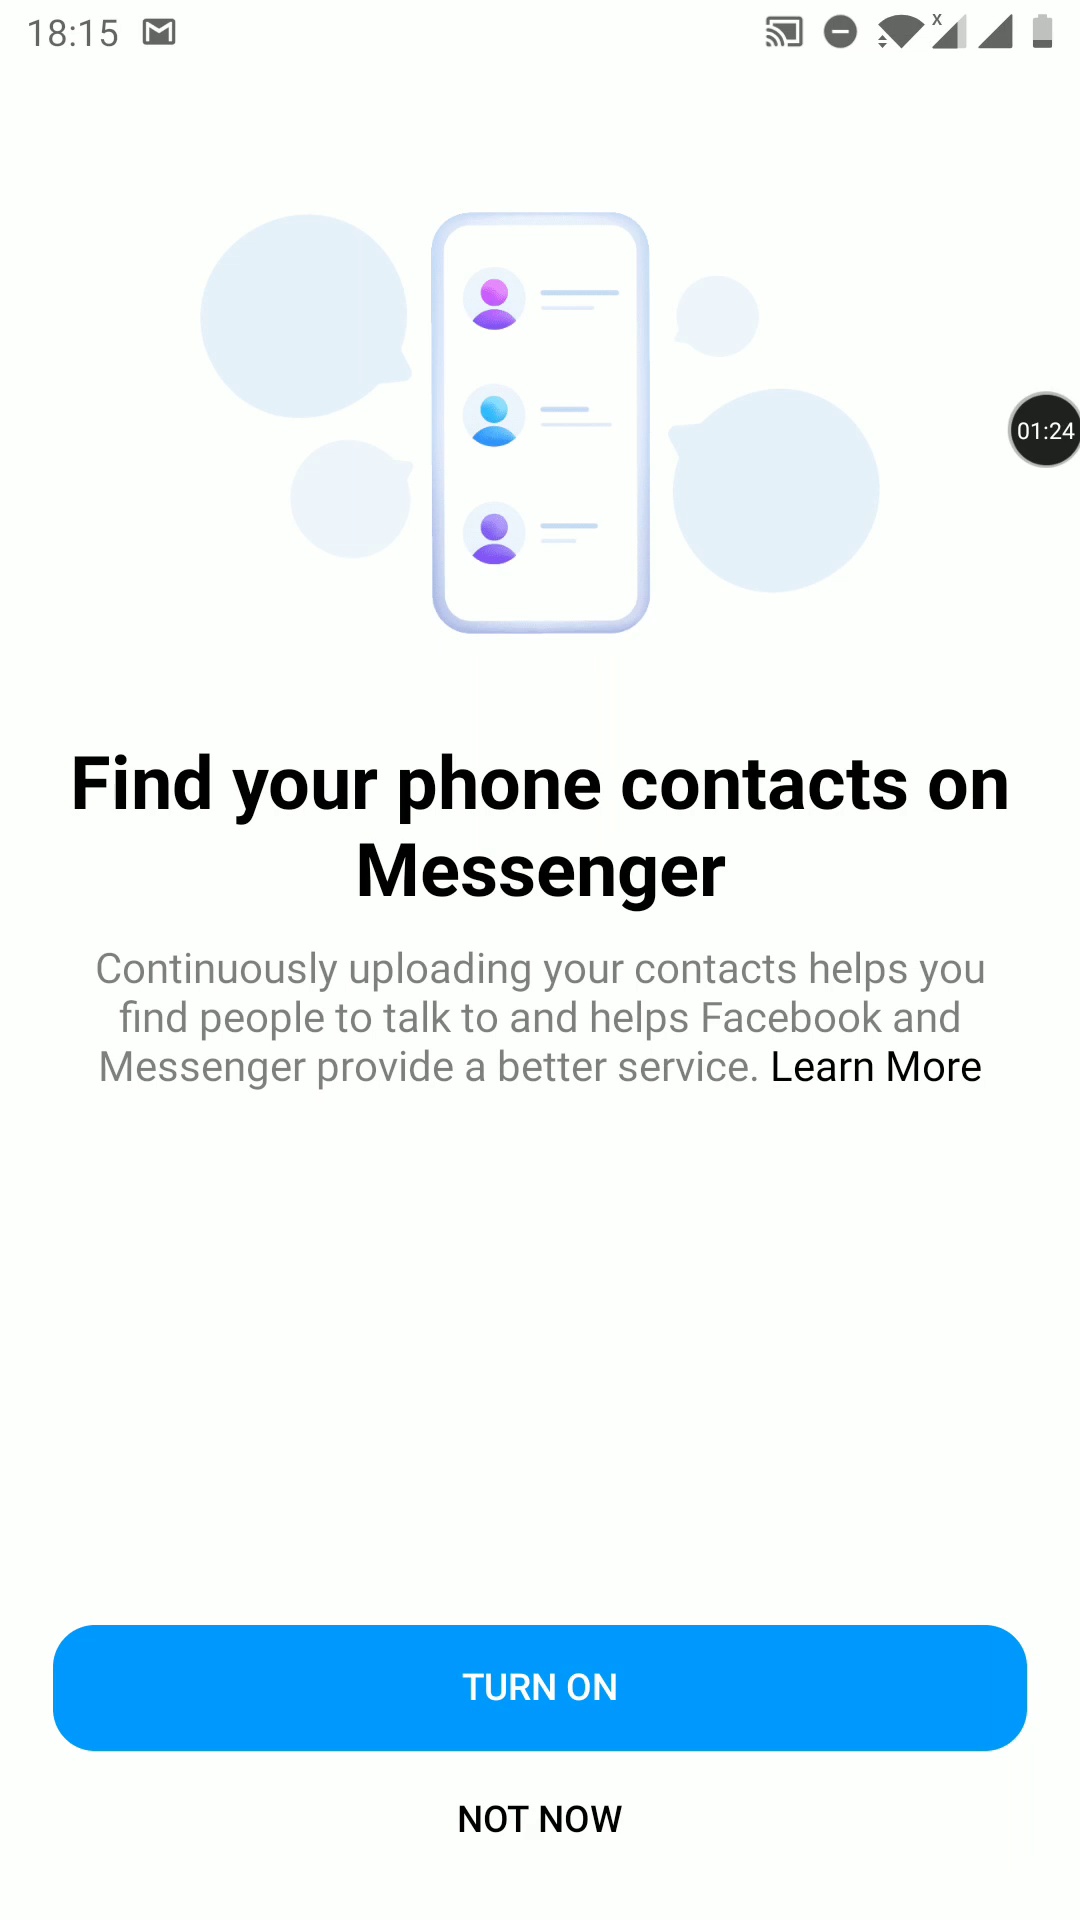 18:15
x
01:24
Find your phone contacts on
Messenger
Continuously uploading your contacts helps you
find people to talk to and helps Facebook and
Messenger provide a better service. Learn More
TURN ON
NOT NOW